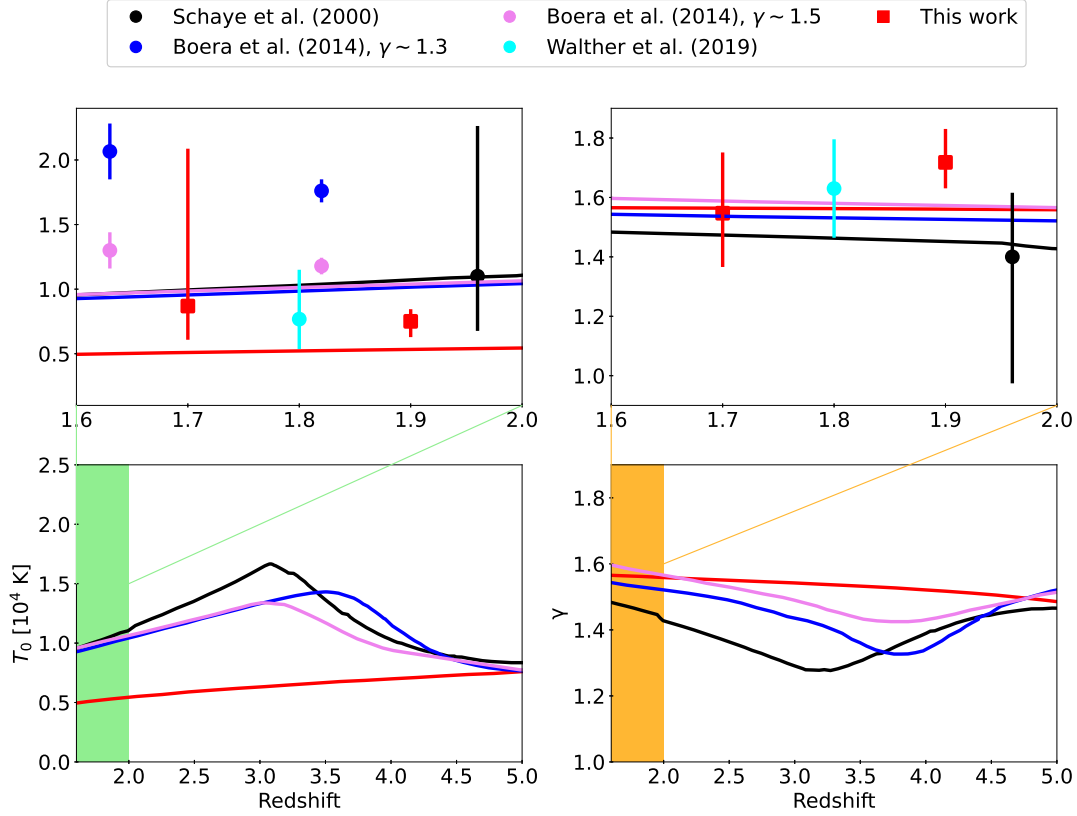 Schaye et al. (2000)
Boera et al. (2014), γ ~ 1.3
Boera et al. (2014), γ ~ 1.5
Walther et al. (2019)
This work
2.0
1.5
1.0
0.5
1.6 1.7 1.8 1.9 2.0
1.8
1.6
1.4
1.2
1.0
1.6 1.7 1.8 1.9 2.0
T₀ [10⁴ K]
2.5
2.0
1.5
1.0
0.5
0.0
2.0 2.5 3.0 3.5 4.0 4.5 5.0
Redshift
γ
1.8
1.6
1.4
1.2
1.0
2.0 2.5 3.0 3.5 4.0 4.5 5.0
Redshift